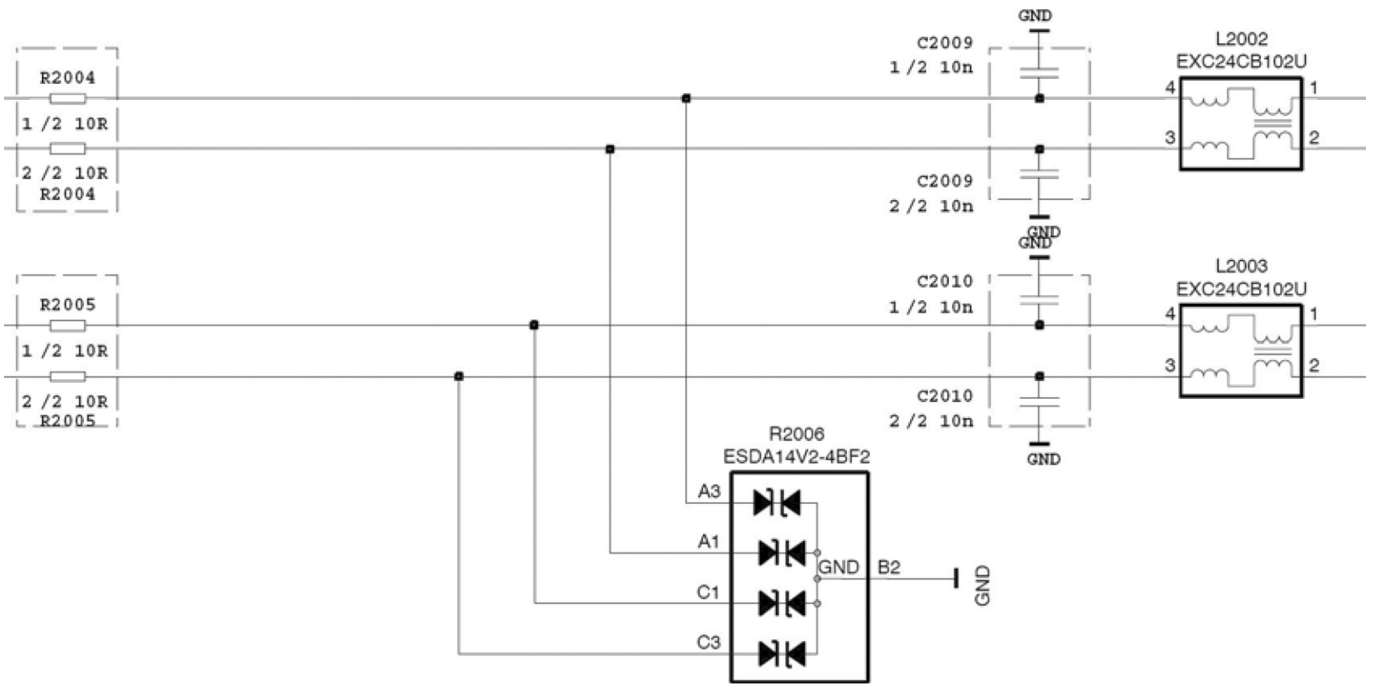 GND
C2009
1 /2 10n
L2002
EXC24CB102U
R2004
4
1
1 /2 10R
3
2
2 /2 10R
R2004
C2009
2 /2 10n
GND
GND
L2003
EXC24CB102U
C2010
1 /2 10n
R2005
4
1
1 /2 10R
3
2
2 /2 10R
R2005
C2010
2 /2 10n
GND
R2006
ESDA14V2-4BF2
A3
A1
GND
B2
GND
C1
C3